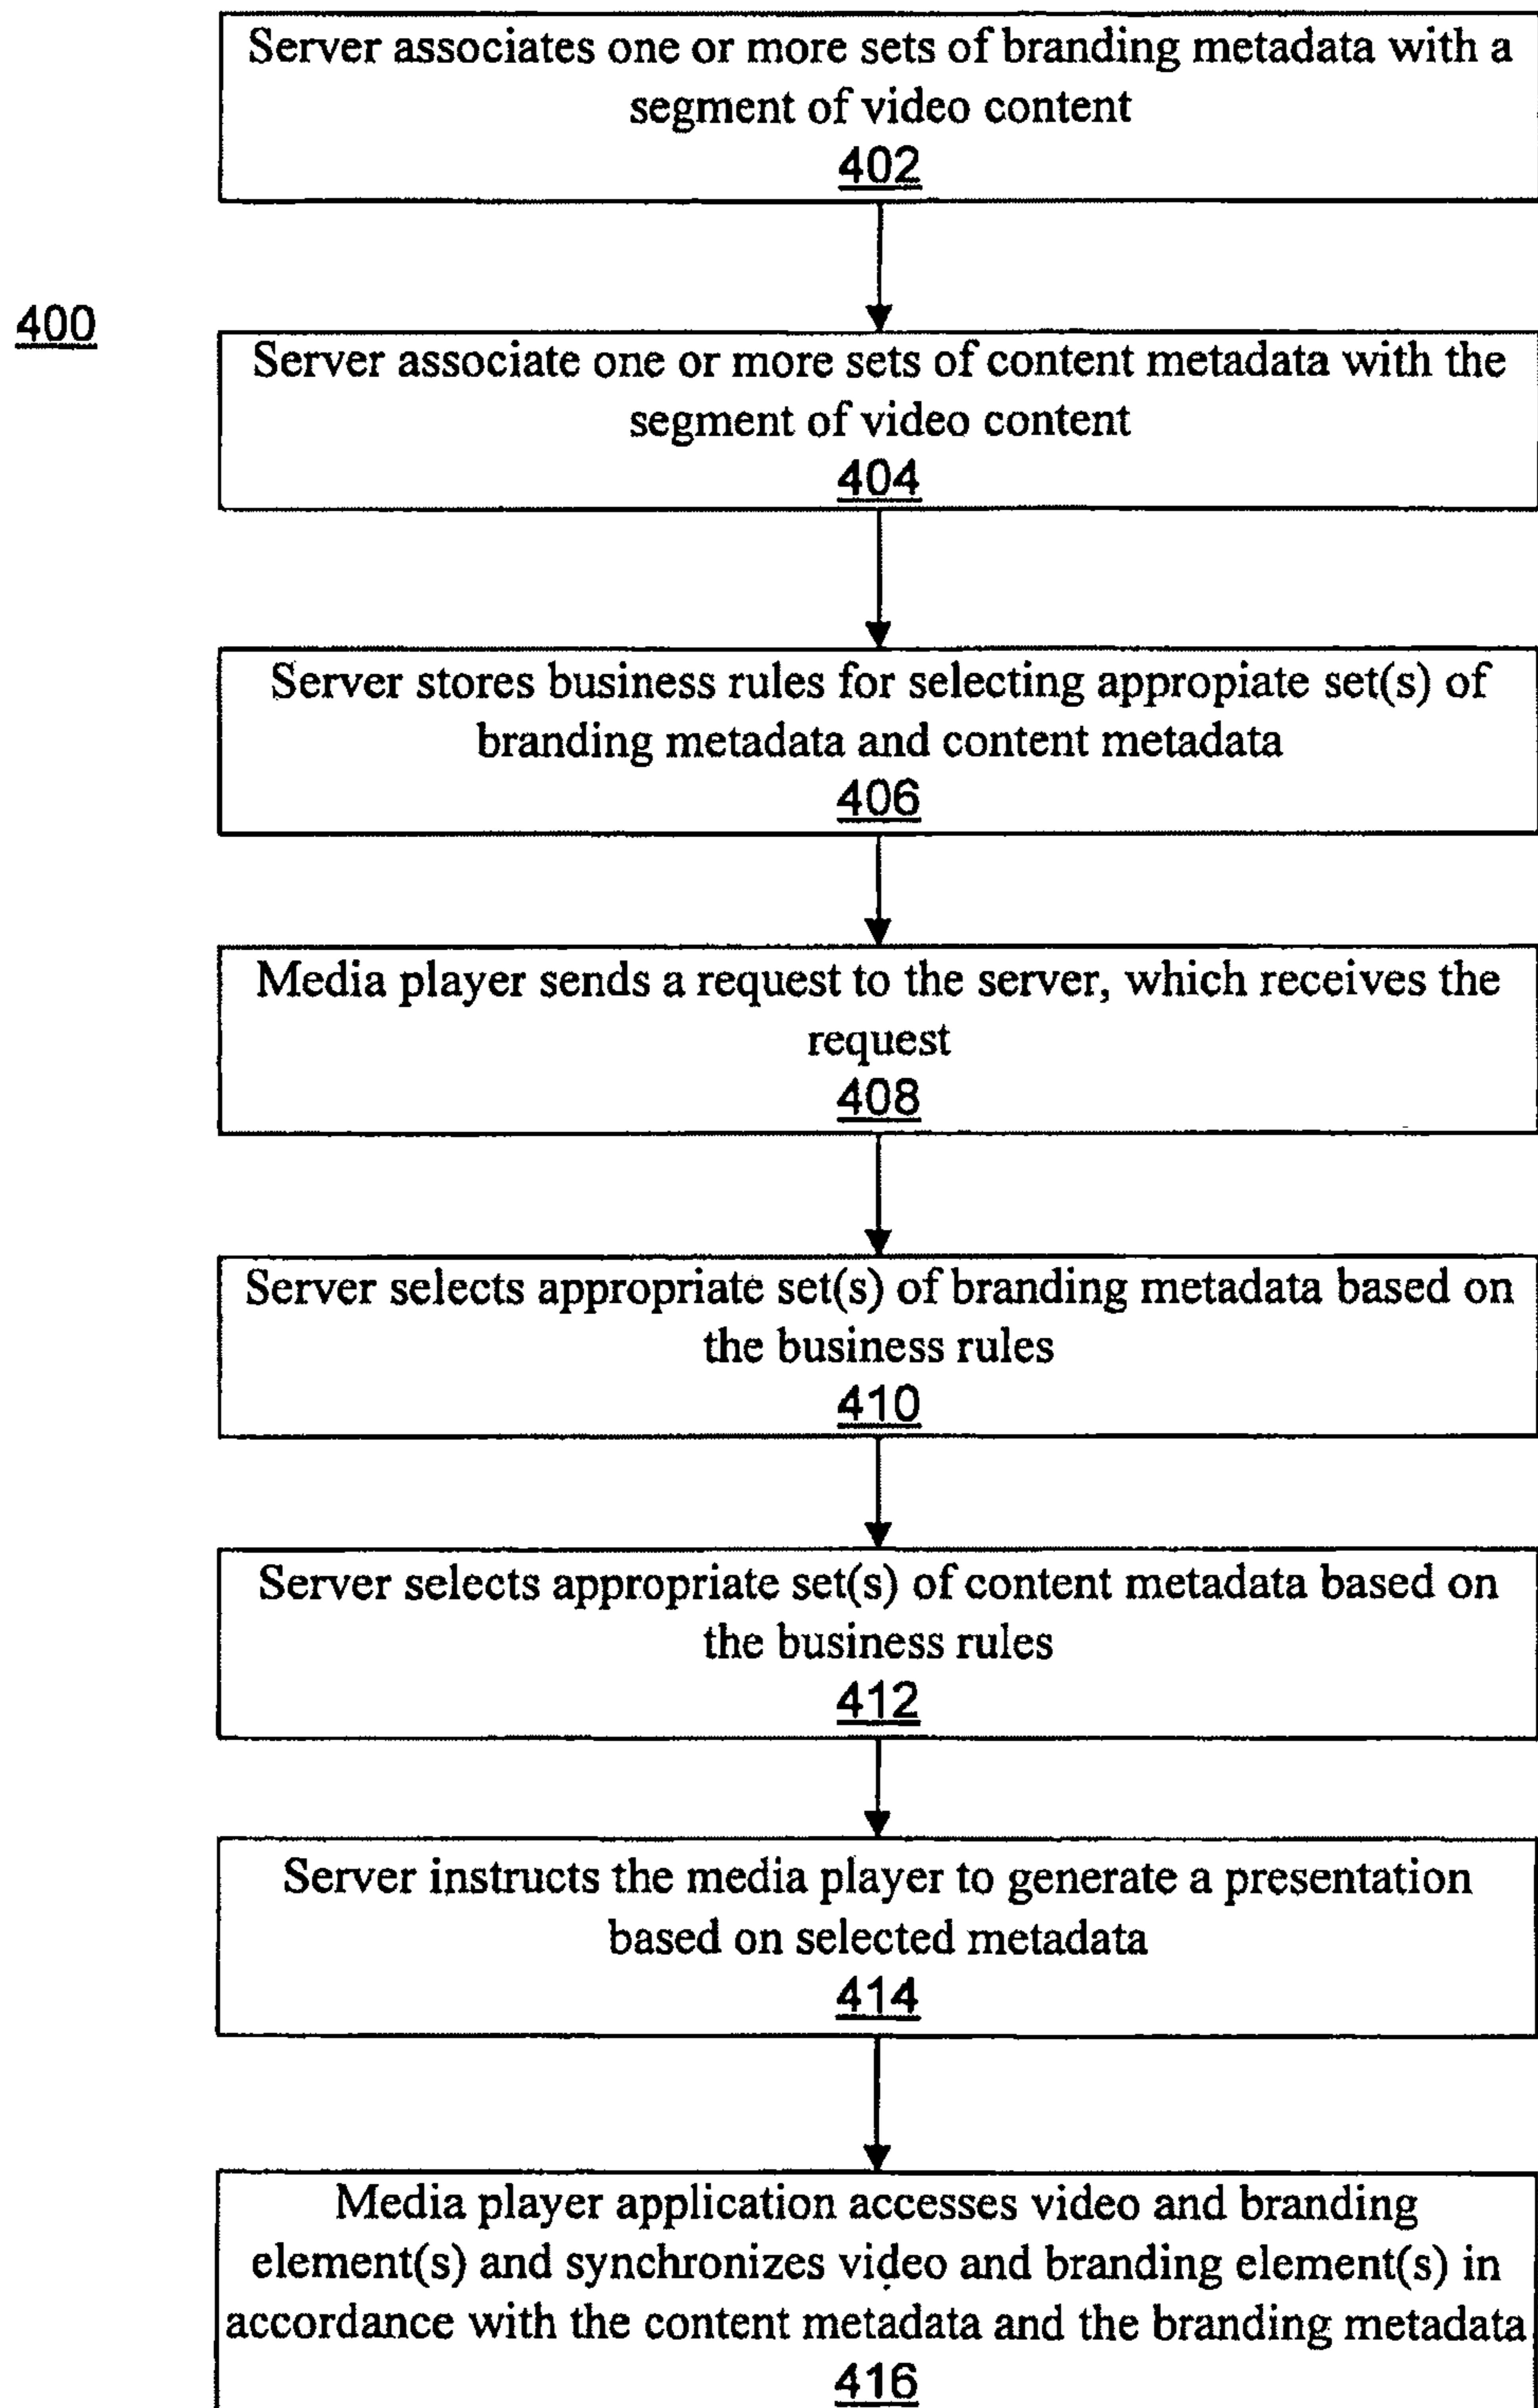 Server associates one or more sets of branding metadata with a
segment of video content
402
400
Server associate one or more sets of content metadata with the
segment of video content
404
Server stores business rules for selecting appropiate set(s) of
branding metadata and content metadata
406
Media player sends a request to the server, which receives the
request
408
Server selects appropriate set(s) of branding metadata based on
the business rules
410
Server selects appropriate set(s) of content metadata based on
the business rules
412
Server instructs the media player to generate a presentation
based on selected metadata
414
Media player application accesses video and branding
element(s) and synchronizes video and branding element(s) in
accordance with the content metadata and the branding metadata
416